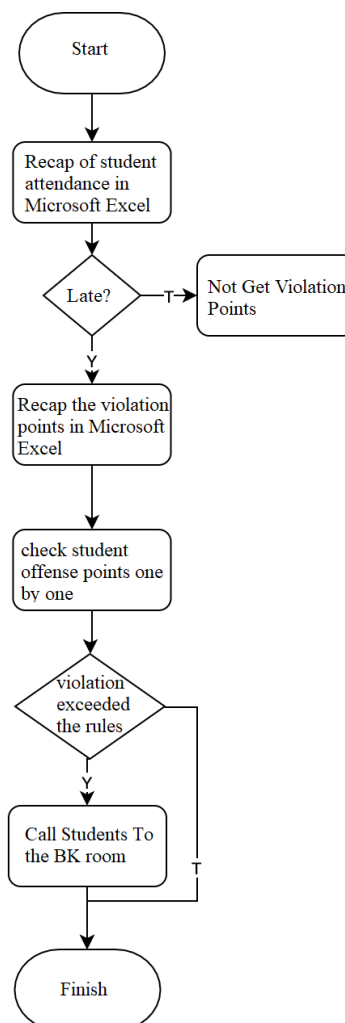 Start
Recap of student
attendance in
Microsoft Excel
Late?
T
Not Get Violation
Points
Y
Recap the violation
points in Microsoft
Excel
check student
offense points one
by one
violation
exceeded
the rules
Y
Call Students To
the BK room
T
Finish